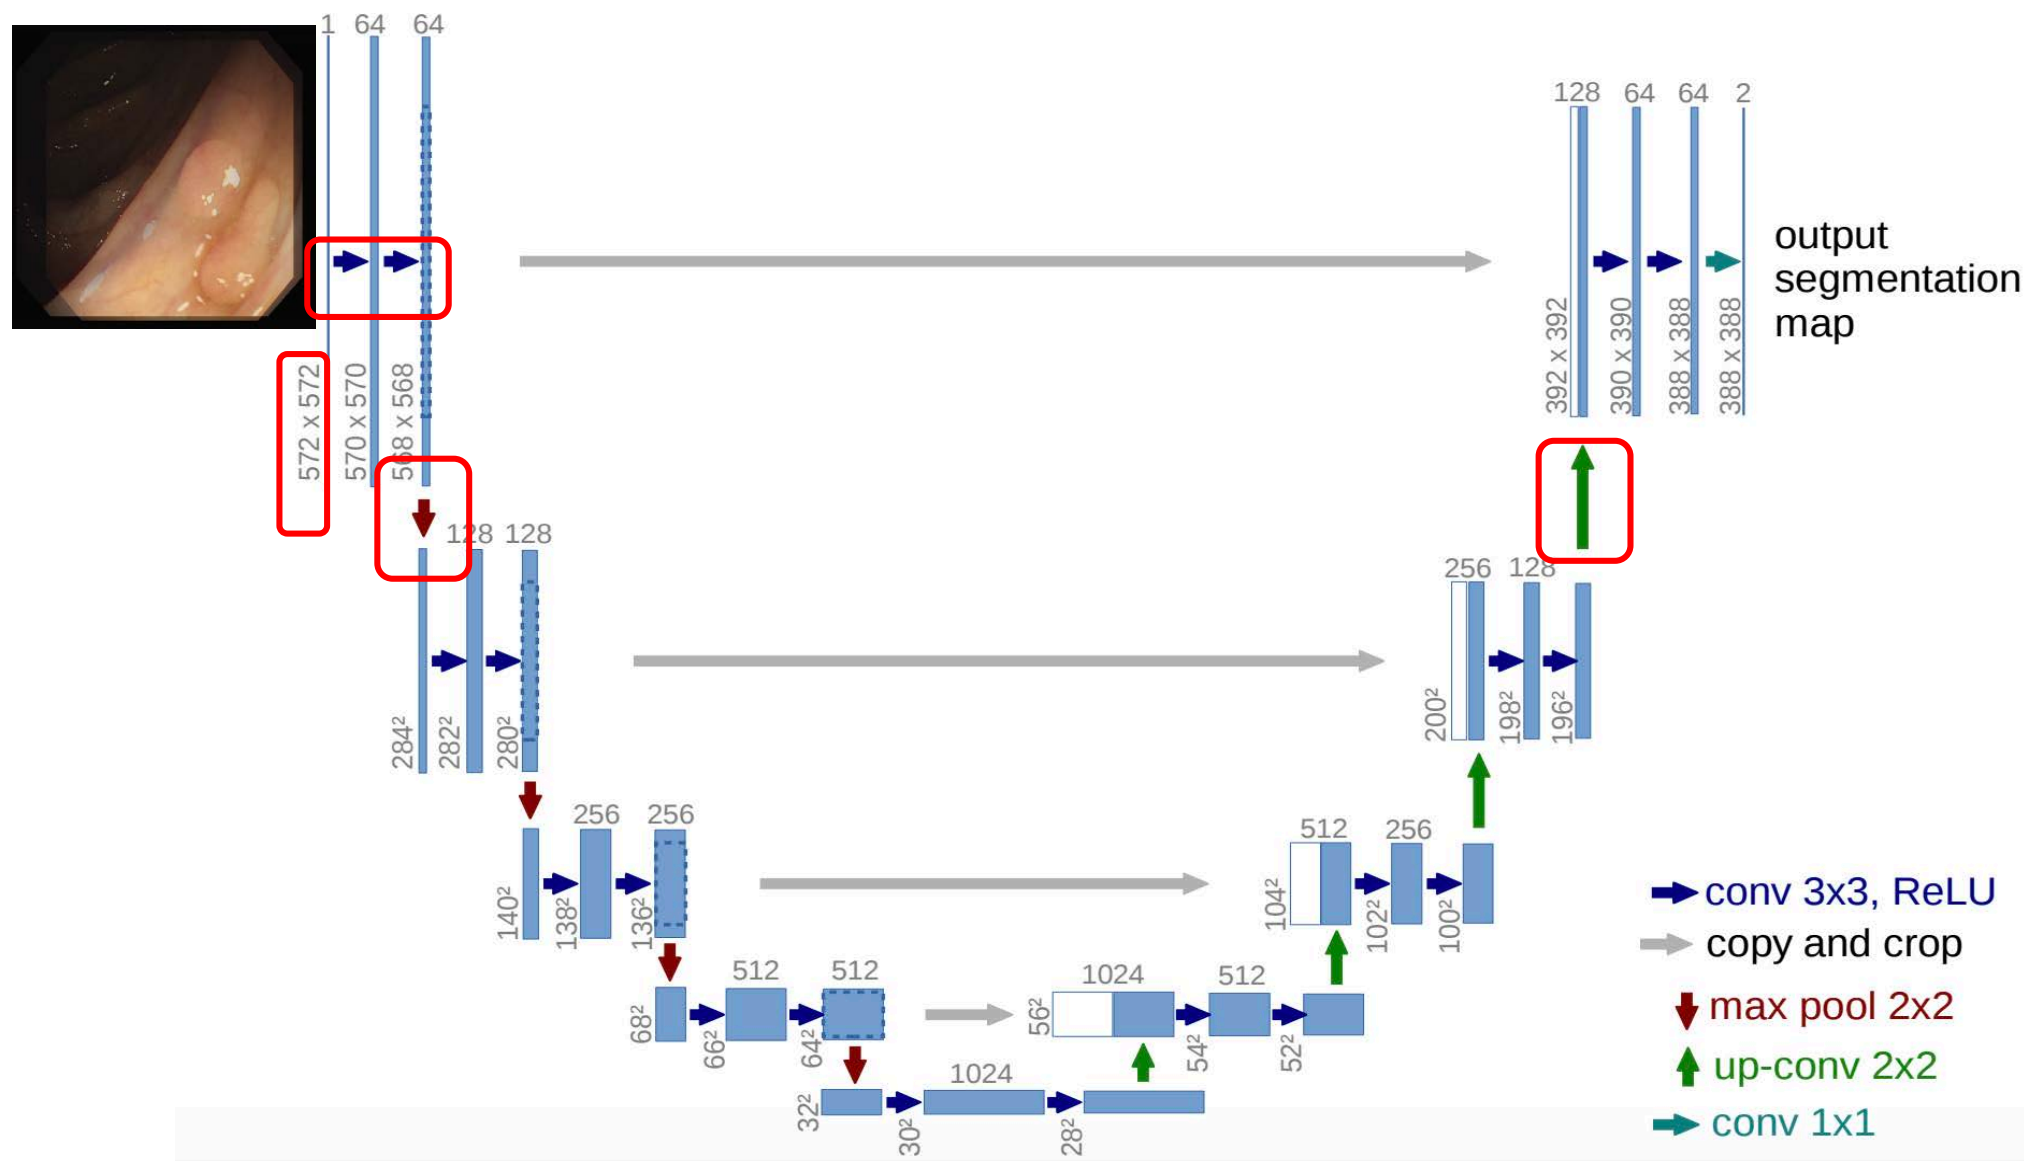 1 64 64
128 64 64 2
output
segmentation
map
572 x 572
570 x 570
568 x 568
392 x 392
390 x 390
388 x 388
388 x 388
128 128
256 128
284²
282²
280²
200²
198²
196²
256 256
512 256
140²
138²
136²
104²
102²
100²
conv 3x3, ReLU
copy and crop
max pool 2x2
up-conv 2x2
conv 1x1
512 512
1024 512
68²
66²
64²
56²
54²
52²
1024
32²
30²
28²